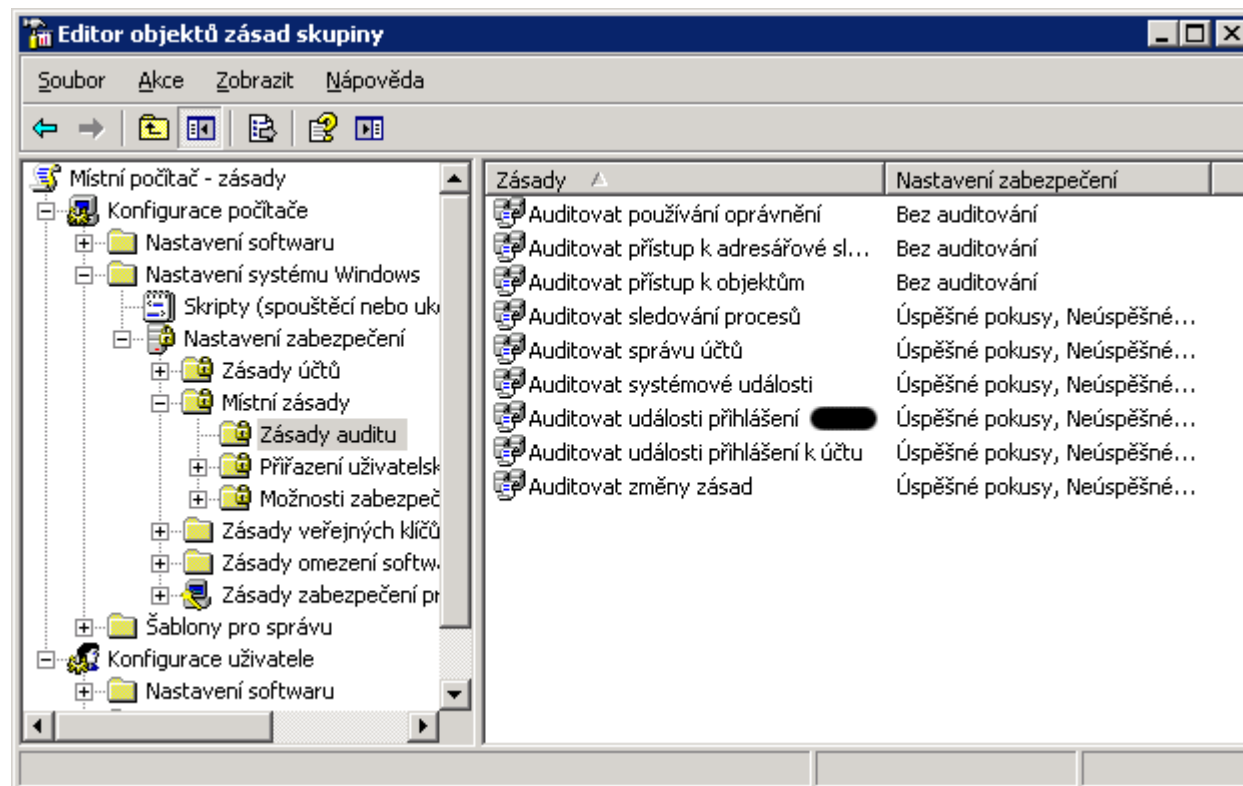 Editor objektů zásad skupiny
Soubor Akce Zobrazit Nápověda
Místní počítač - zásady
Konfigurace počítače
Nastavení softwaru
Nastavení systému Windows
Skripty (spouštěcí nebo uk
Nastavení zabezpečení
Zásady účtů
Místní zásady
Zásady auditu
Přiřazení uživatelsk
Možnosti zabezpeč
Zásady veřejných klíčů
Zásady omezení softw
Zásady zabezpečení pr
Šablony pro správu
Konfigurace uživatele
Nastavení softwaru
Zásady Nastavení zabezpečení
Auditovat používání oprávnění Bez auditování
Auditovat přístup k adresářové sl... Bez auditování
Auditovat přístup k objektům Bez auditování
Auditovat sledování procesů Úspěšné pokusy, Neúspěšné...
Auditovat správu účtů Úspěšné pokusy, Neúspěšné...
Auditovat systémové události Úspěšné pokusy, Neúspěšné...
Auditovat události přihlášení Úspěšné pokusy, Neúspěšné...
Auditovat události přihlášení k účtu Úspěšné pokusy, Neúspěšné...
Auditovat změny zásad Úspěšné pokusy, Neúspěšné...